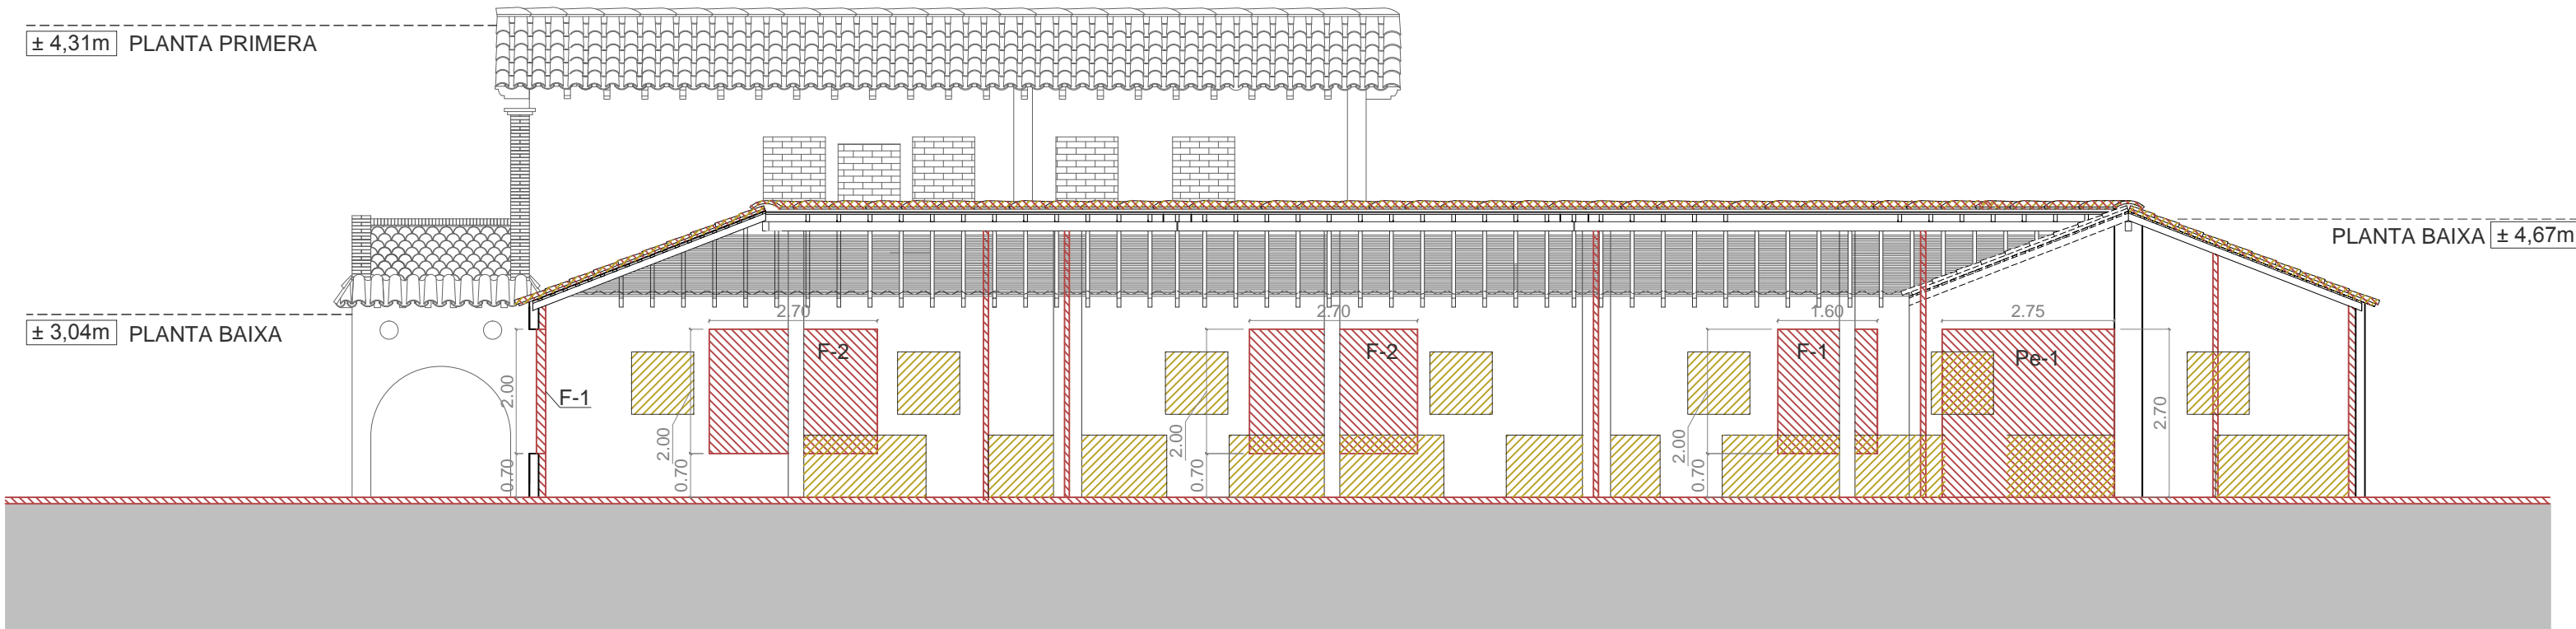 ± 4,31m PLANTA PRIMERA
PLANTA BAIXA ± 4,67m
± 3,04m PLANTA BAIXA
2.70
2.70
1.60
2.75
F-2
F-2
F-1
Pe-1
F-1
2.00
2.00
2.00
2.00
2.70
0.70
0.70
0.70
0.70